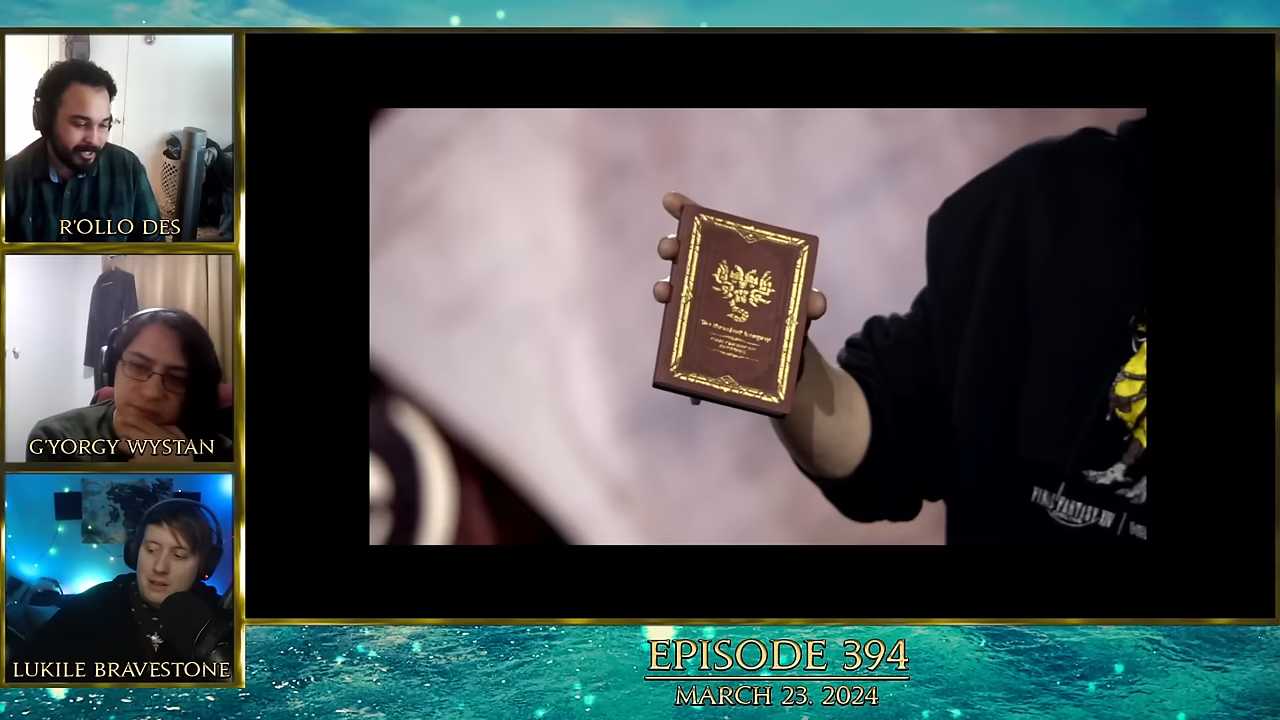 R'OLLO DES
G'YORGY WYSTAN
LUKILE BRAVESTONE
FINAL FANTASY XIV
EPISODE 394
MARCH 23. 2024